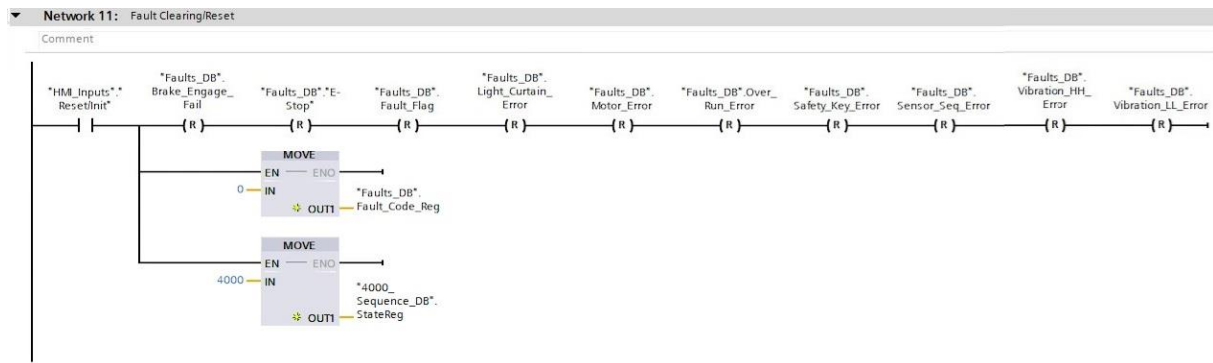 Network 11: Fault Clearing/Reset
Comment
"HMI_Inputs"."
Reset/Init"
"Faults_DB".
Brake_Engage_
Fail
"Faults_DB"."E-
Stop"
"Faults_DB".
Fault_Flag
"Faults_DB".
Light_Curtain_
Error
"Faults_DB".
Motor_Error
"Faults_DB".Over_
Run_Error
"Faults_DB".
Safety_Key_Error
"Faults_DB".
Sensor_Seq_Error
"Faults_DB".
Vibration_HH_
Error
"Faults_DB".
Vibration_LL_Error
R R R R R R R R R R
MOVE
EN ENO
0 IN
OUT1
"Faults_DB".
Fault_Code_Reg
MOVE
EN ENO
4000 IN
OUT1
"4000_
Sequence_DB".
StateReg